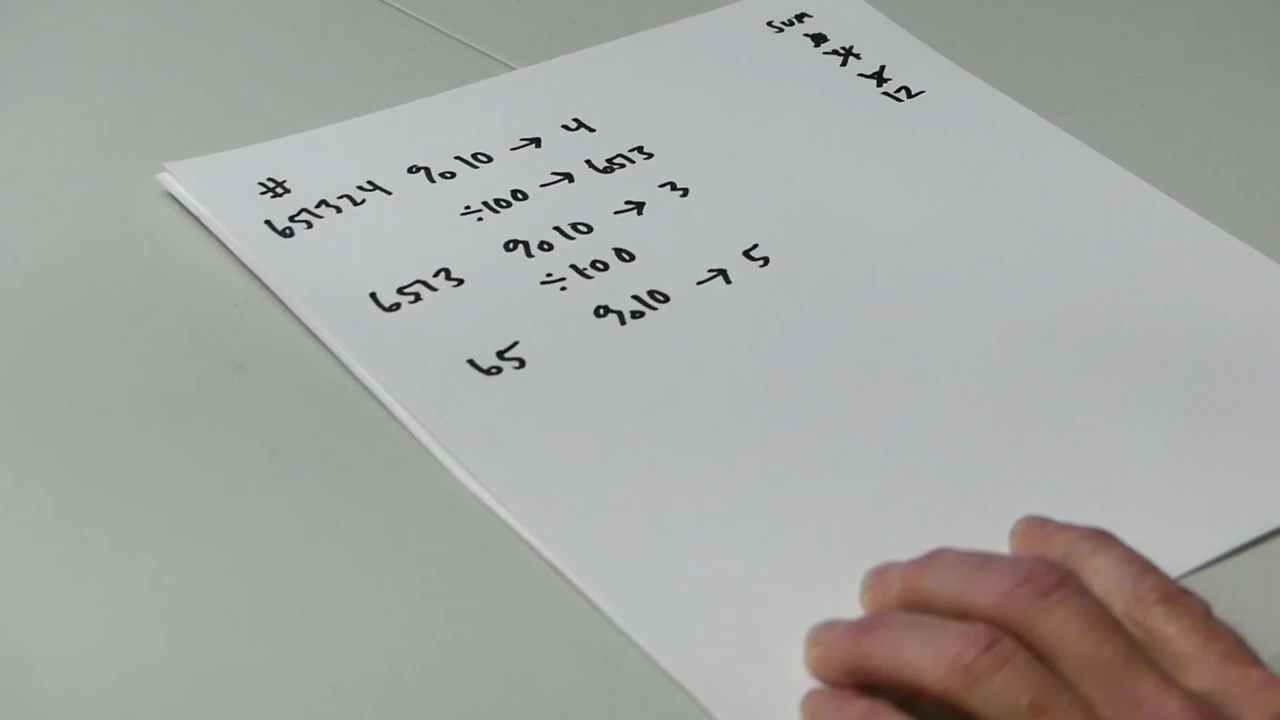 #
651324 % 10 → 4
÷100 → 6513
6513 % 10 → 3
÷100
65 % 10 → 5
SUM
12